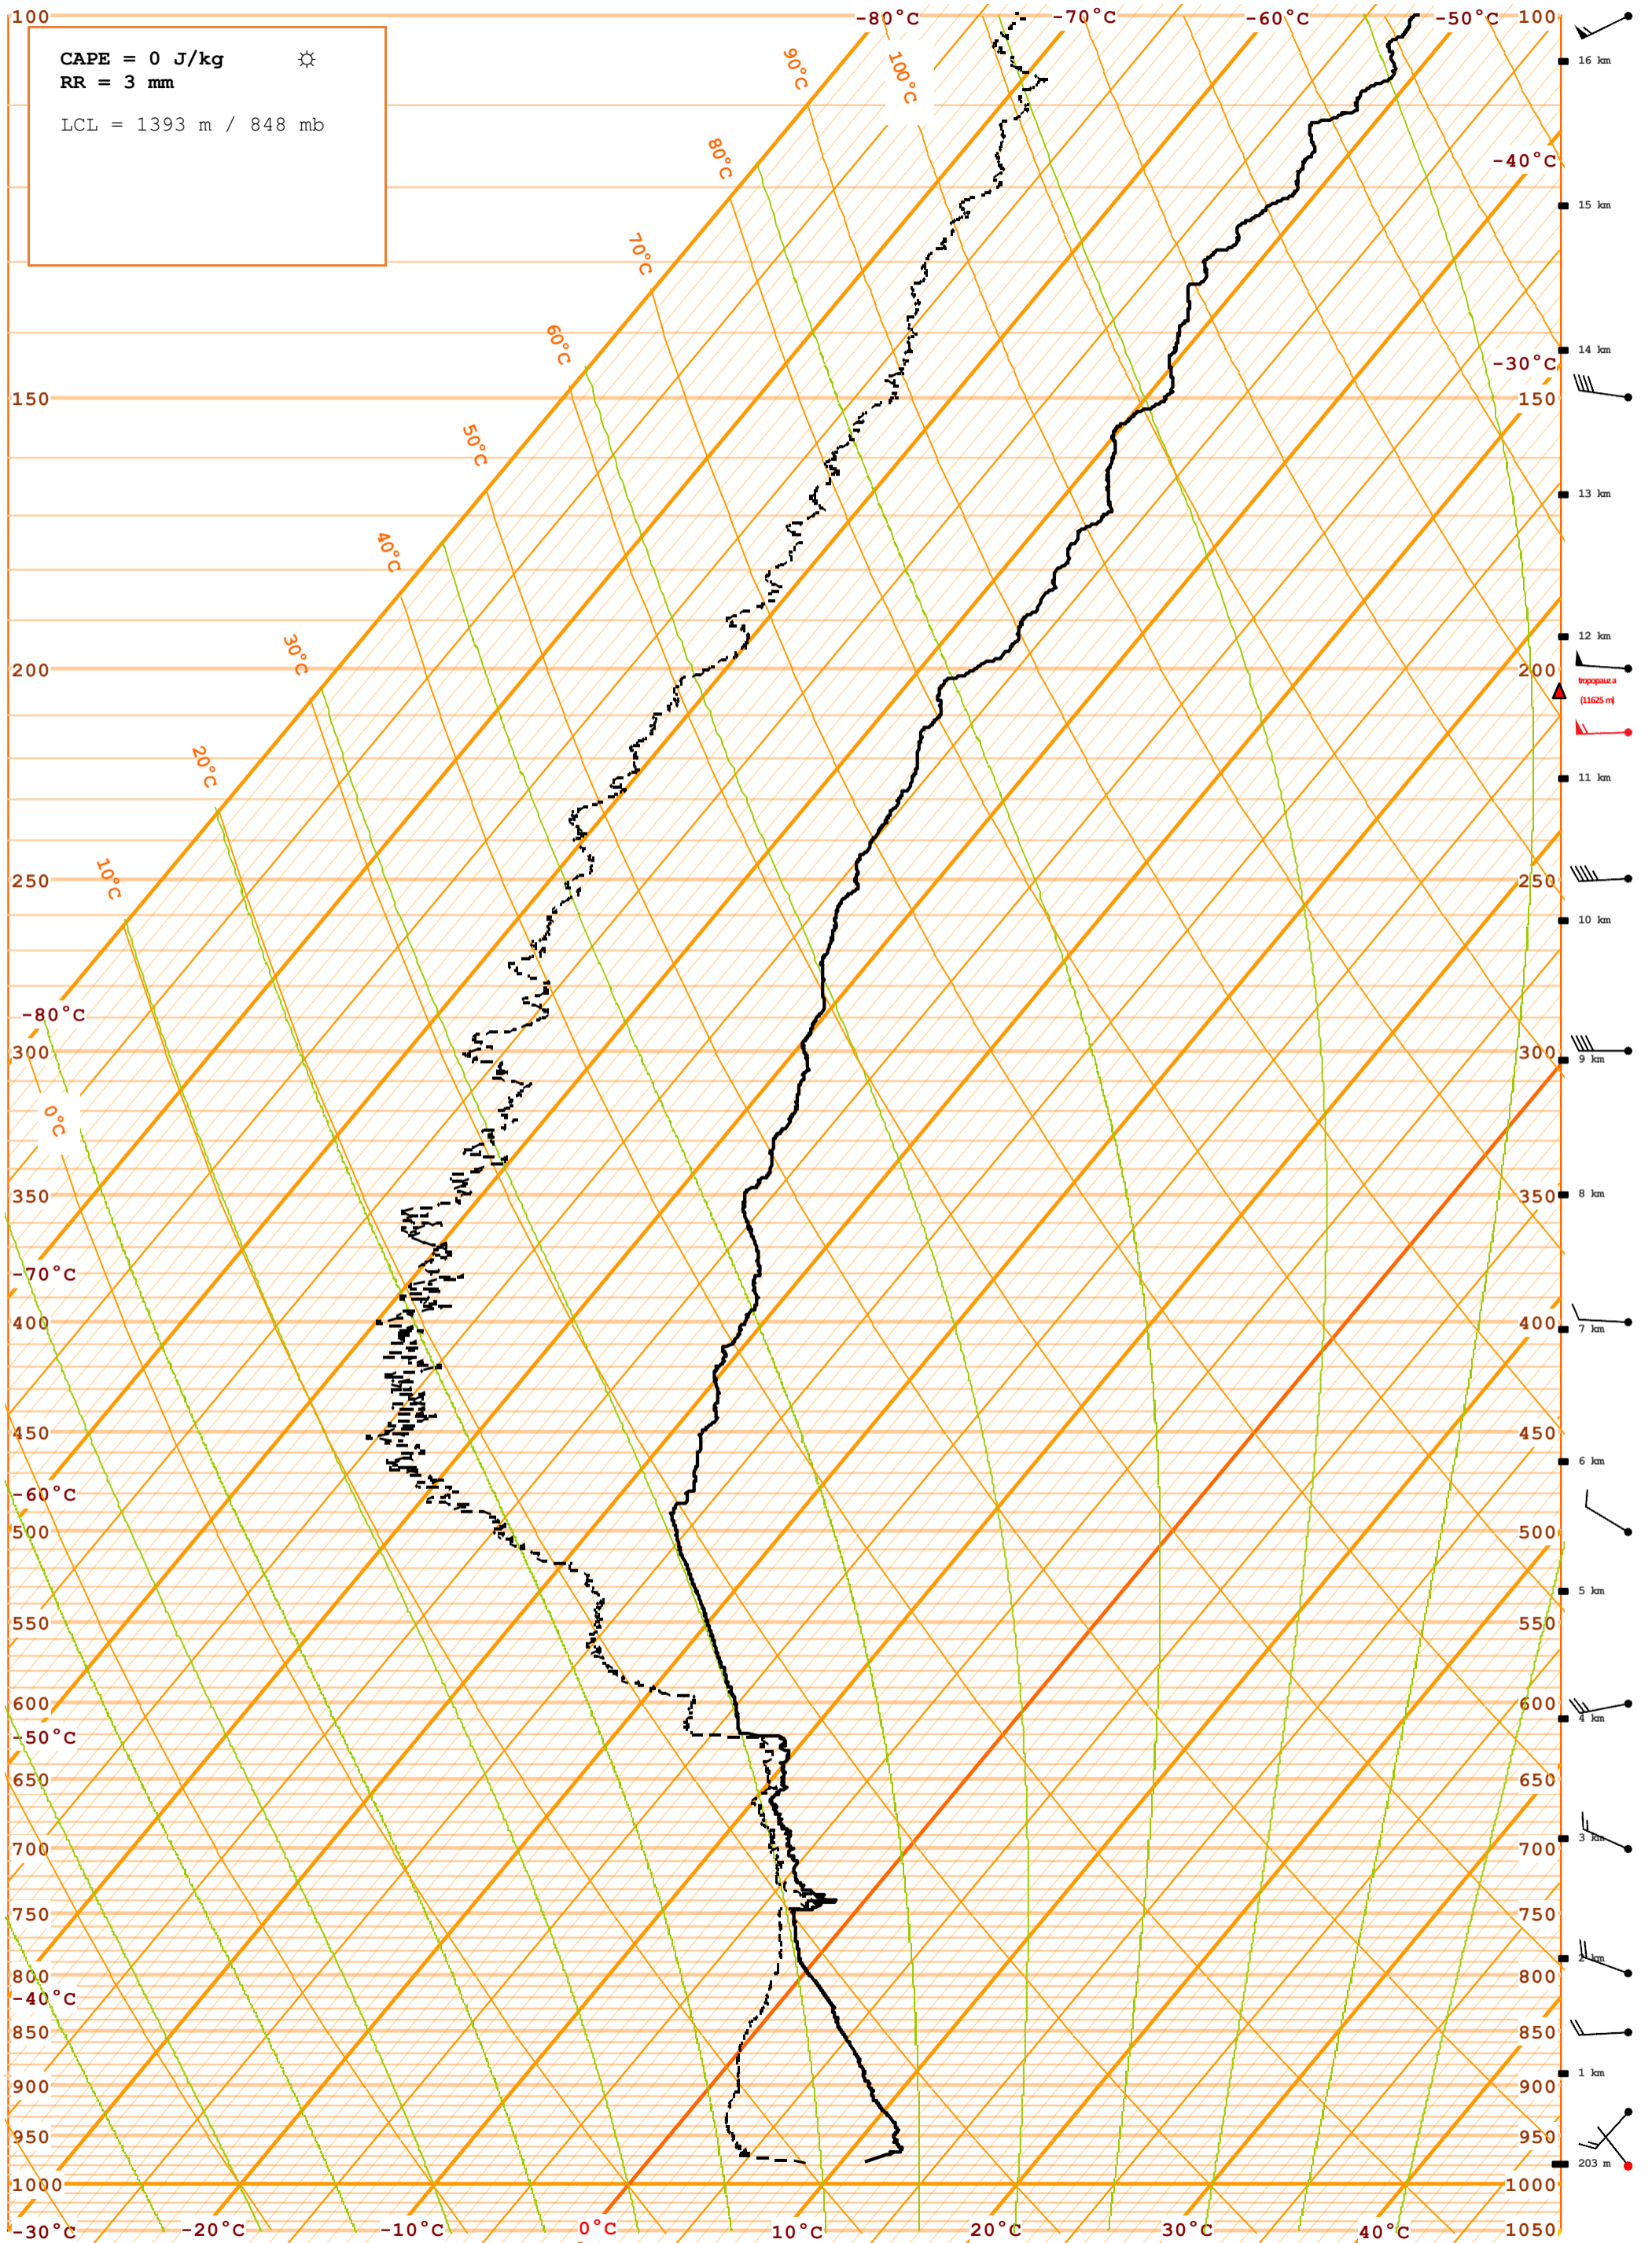 100 -80°C -70°C -60°C -50°C 100
CAPE = 0 J/kg ☼
RR = 3 mm
LCL = 1393 m / 848 mb
16 km
90°C 100°C
80°C -40°C
15 km
70°C
60°C 14 km
-30°C
150 150
50°C
13 km
40°C
30°C 12 km
200 200
tropopauza
(11625 m)
20°C 11 km
10°C 250 250
10 km
-80°C
300 300
9 km
0°C
350 350 8 km
-70°C
400 400
7 km
450 450
6 km
-60°C
500 500
5 km
550 550
600 600
4 km
-50°C
650 650
700 700
3 km
750 750
2 km
800 800
-40°C
850 850
1 km
900 900
950 950
203 m
1000 1000
-30°C -20°C -10°C 0°C 10°C 20°C 30°C 40°C 1050